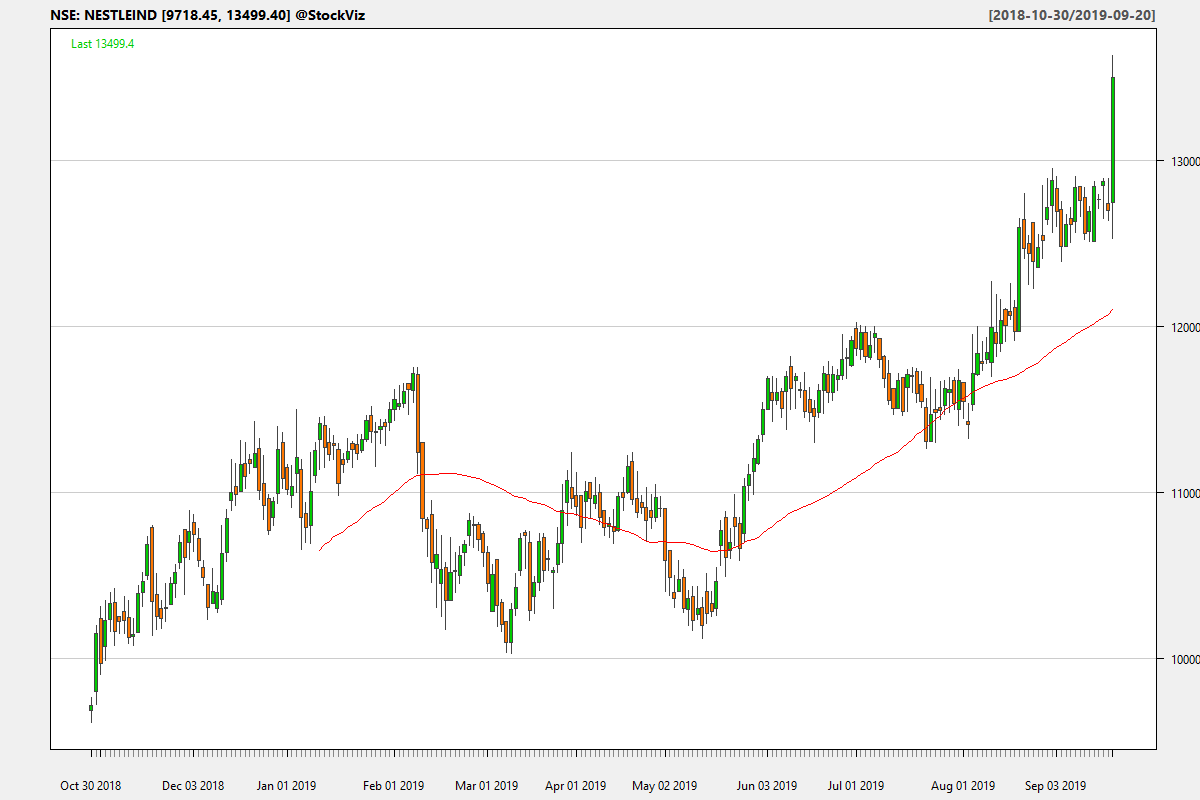 NSE: NESTLEIND [9718.45, 13499.40] @StockViz [2018-10-30/2019-09-20]
Last 13499.4
13000
12000
11000
10000
Oct 30 2018 Dec 03 2018 Jan 01 2019 Feb 01 2019 Mar 01 2019 Apr 01 2019 May 02 2019 Jun 03 2019 Jul 01 2019 Aug 01 2019 Sep 03 2019